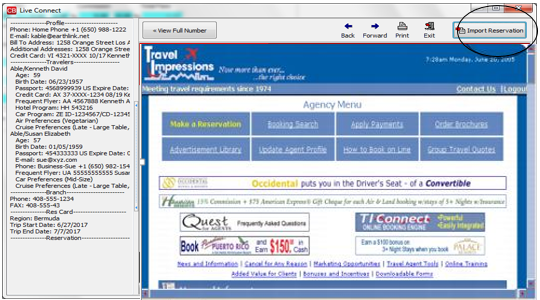 Live Connect
---Profile---
Phone: Home Phone +1 (650) 988-1222
E-mail: kable@earthlink.net
Bill To Address: 1258 Orange Street Los A
Additional Addresses: 1258 Orange Stree
Credit Card: VI 4321-XXXX 10/17 Kenneth
---Travelers---
Able/Kenneth David
Age: 59
Birth Date: 06/23/1957
Passport: 4568999939 US Expire Date:
Credit Card: AX 37-XXXX-1234 08/19 Ke
Frequent Flyer: AA 4567888 Kenneth A
Hotel Program: HH 543216
Car Program: ZE ID-1234567/CD-12345
Air Preferences (Vegetarian)
Cruise Preferences (Late - Large Table,
Able/Susan Elizabeth
Age: 57
Birth Date: 01/05/1959
Passport: 454333333 US Expire Date: C
E-mail: sue@xyz.com
Phone: Business-Sue +1 (650) 982-154
Frequent Flyer: UA 55555555555 Susan
Car Preferences (Mid-Size)
Cruise Preferences (Late - Large Table,
---Branch---
Phone: 408-555-1234
FAX: 408-555-43
---Res Card---
Region: Bermuda
Trip Start Date: 6/27/2017
Trip End Date: 7/7/2017
---Reservation---
« View Full Number
Back Forward Print Exit Import Reservation
Travel Impressions
Now more than ever...
...the right choice
7:28am Monday, June 20, 2005
Meeting travel requirements since 1974
Contact Us |Logout
Agency Menu
Make a Reservation Booking Search Apply Payments Order Brochures
Advertisement Library Update Agent Profile How to Book on Line Group Travel Quotes
OCCIDENTAL Occidental puts you in the Driver's Seat - of a Convertible
15% Commission + $75 American Express® Gift Cheque for each Air & Land booking w/stays of 5+ Nights w/Insurance
Quest for AGENTS Frequently Asked Questions
TI Connect ONLINE BOOKING ENGINE •Powerful •Easily Integrated
Book PUERTO RICO and Earn $150.00 in Cash
Earn a $100 bonus on 3+ Night Stays when you book PALACE
News and Information | Cancel for Any Reason | Marketing Opportunities | Travel Agent Tools | Online Training
Added Value for Clients | Bonuses and Incentives | Downloadable Forms